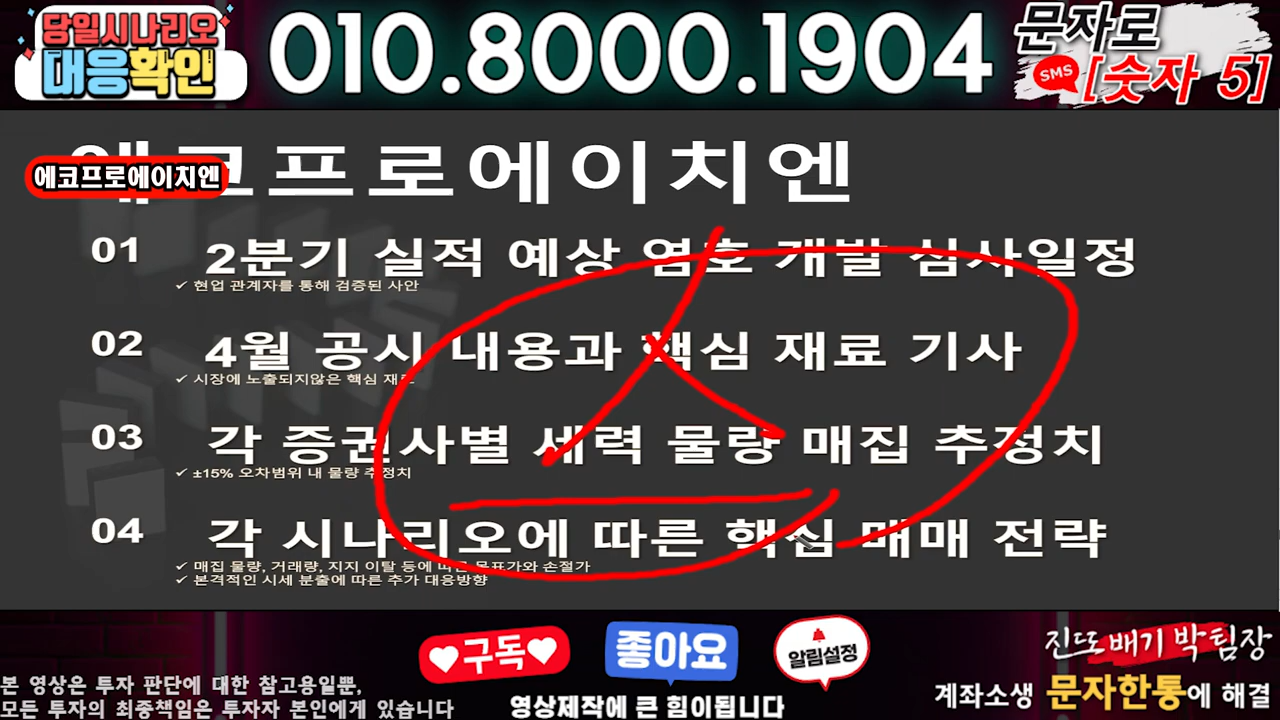 당일시나리오
대응확인
010.8000.1904
문자로
SMS
[숫자 5]
에코프로에이치엔
에코프로에이치엔
01 2분기 실적 예상 염호 개발 심사일정
✓ 현업 관계자를 통해 검증된 사안
02 4월 공시 내용과 핵심 재료 기사
✓ 시장에 노출되지않은 핵심 재료
03 각 증권사별 세력 물량 매집 추정치
✓ ±15% 오차범위 내 물량 추정치
04 각 시나리오에 따른 핵심 매매 전략
✓ 매집 물량, 거래량, 지지 이탈 등에 따른 목표가와 손절가
✓ 본격적인 시세 분출에 따른 추가 대응방향
구독
좋아요
알림설정
영상제작에 큰 힘이됩니다
본 영상은 투자 판단에 대한 참고용일뿐,
모든 투자의 최종책임은 투자자 본인에게 있습니다
진또배기 박팀장
계좌소생 문자한통에 해결